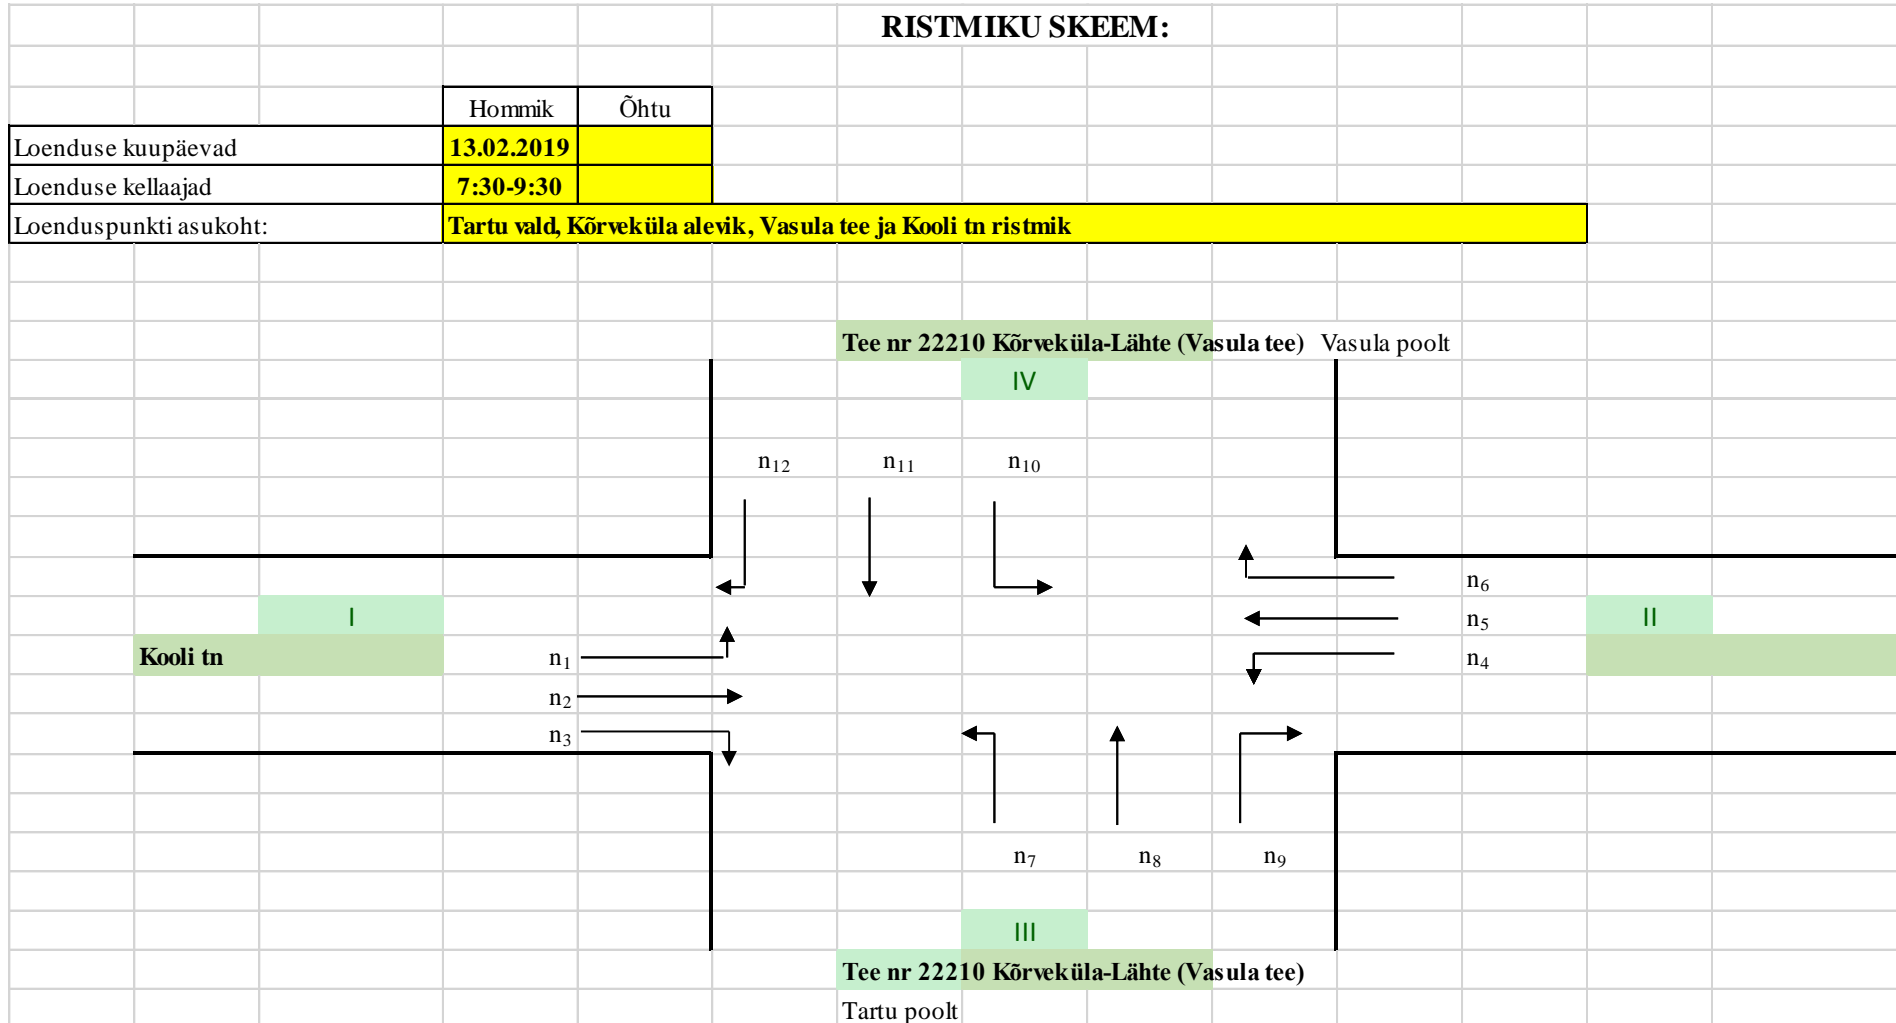 RISTMIKU SKEEM:
Hommik Õhtu
Loenduse kuupäevad 13.02.2019
Loenduse kellaajad 7:30-9:30
Loenduspunkti asukoht: Tartu vald, Kõrveküla alevik, Vasula tee ja Kooli tn ristmik
Tee nr 22210 Kõrveküla-Lähte (Vasula tee) Vasula poolt
IV
n12 n11 n10
n6
I n5 II
Kooli tn n1 n4
n2
n3
n7 n8 n9
III
Tee nr 22210 Kõrveküla-Lähte (Vasula tee)
Tartu poolt